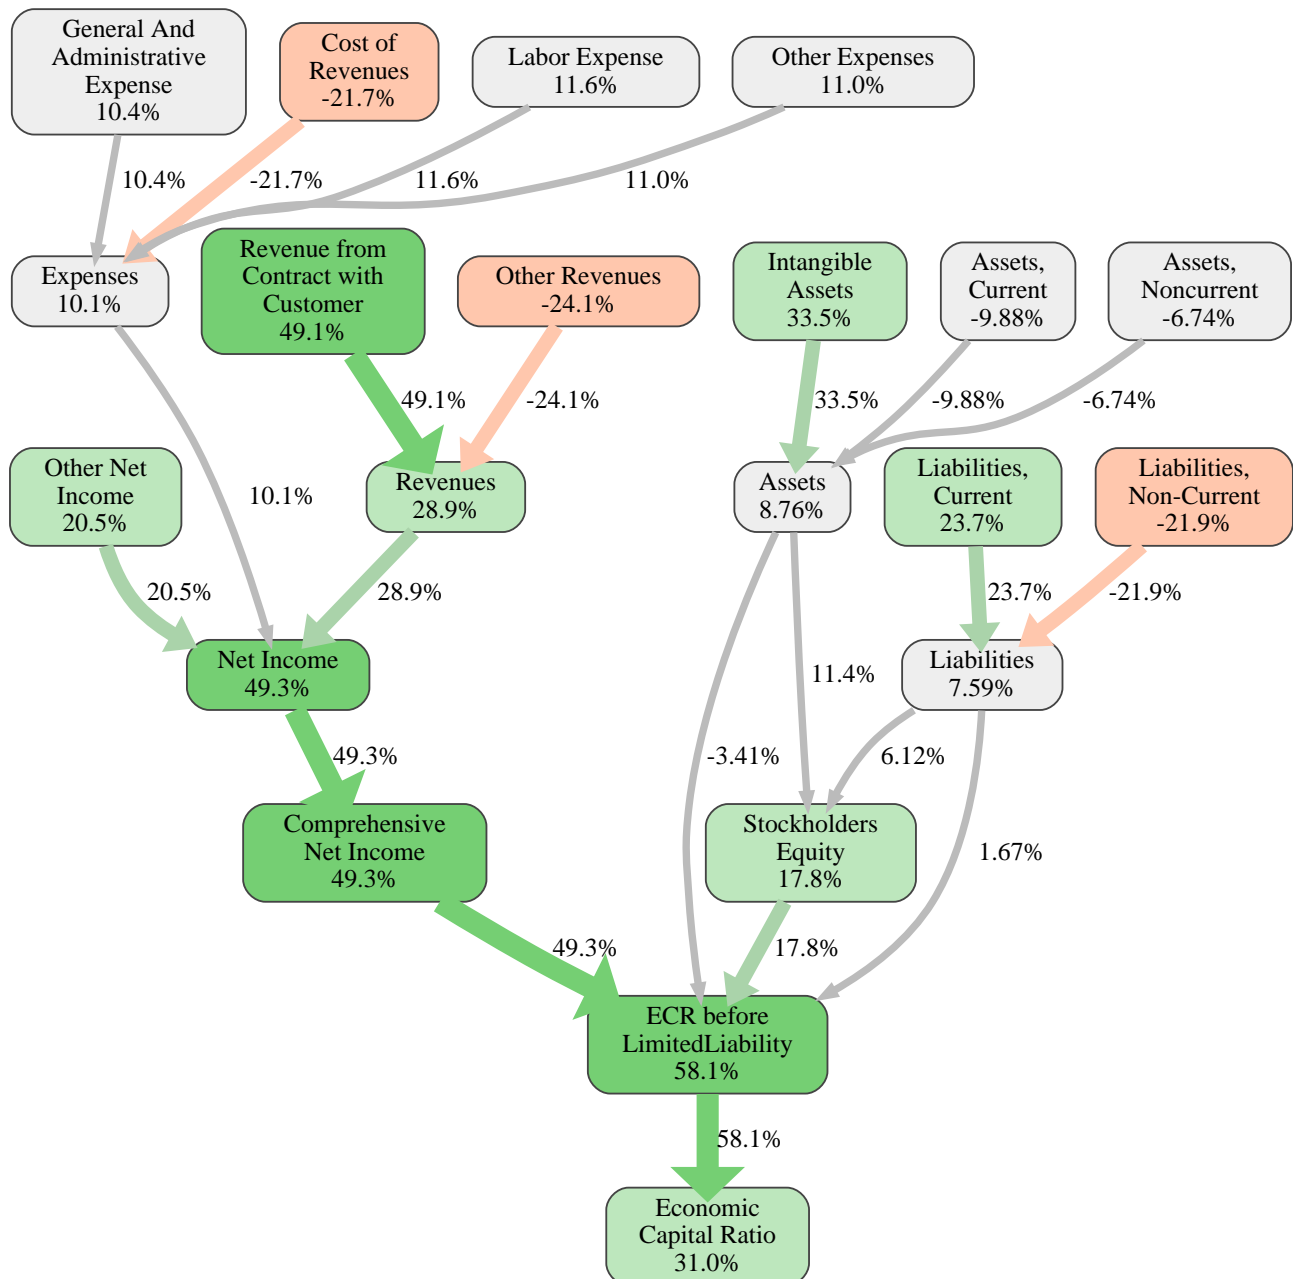 General And
Administrative
Expense
10.4%
Cost of
Revenues
-21.7%
Labor Expense
11.6%
Other Expenses
11.0%
10.4%
-21.7%
11.6%
11.0%
Expenses
10.1%
Revenue from
Contract with
Customer
49.1%
Other Revenues
-24.1%
Intangible
Assets
33.5%
Assets,
Current
-9.88%
Assets,
Noncurrent
-6.74%
49.1%
-24.1%
33.5%
-9.88%
-6.74%
Other Net
Income
20.5%
10.1%
Revenues
28.9%
Assets
8.76%
Liabilities,
Current
23.7%
Liabilities,
Non-Current
-21.9%
20.5%
28.9%
23.7%
-21.9%
Net Income
49.3%
11.4%
Liabilities
7.59%
49.3%
-3.41%
6.12%
Comprehensive
Net Income
49.3%
Stockholders
Equity
17.8%
1.67%
49.3%
17.8%
ECR before
LimitedLiability
58.1%
58.1%
Economic
Capital Ratio
31.0%